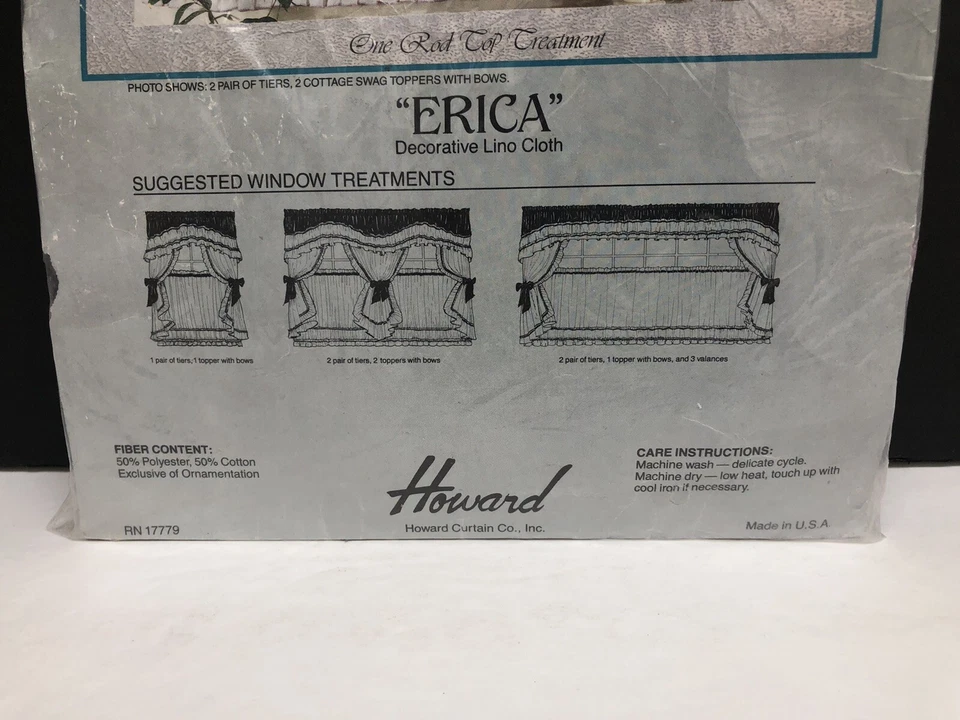 One Rod Top Treatment
PHOTO SHOWS: 2 PAIR OF TIERS, 2 COTTAGE SWAG TOPPERS WITH BOWS.
“ERICA”
Decorative Lino Cloth
SUGGESTED WINDOW TREATMENTS
1 pair of tiers, 1 topper with bows
2 pair of tiers, 2 toppers with bows
2 pair of tiers, 1 topper with bows, and 3 valances
FIBER CONTENT:
50% Polyester, 50% Cotton
Exclusive of Ornamentation
RN 17779
Howard
Howard Curtain Co., Inc.
CARE INSTRUCTIONS:
Machine wash — delicate cycle.
Machine dry — low heat, touch up with
cool iron if necessary.
Made in U.S.A.